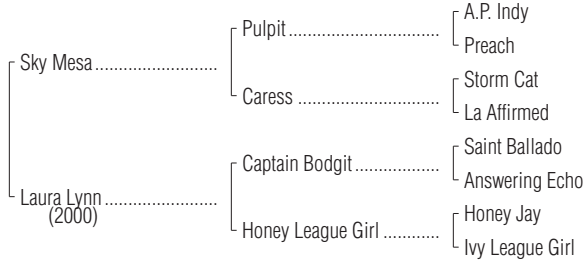 A.P. Indy
Pulpit
Preach
Sky Mesa
Storm Cat
Caress
La Affirmed
Saint Ballado
Captain Bodgit
Answering Echo
Laura Lynn
(2000)
Honey Jay
Honey League Girl
Ivy League Girl